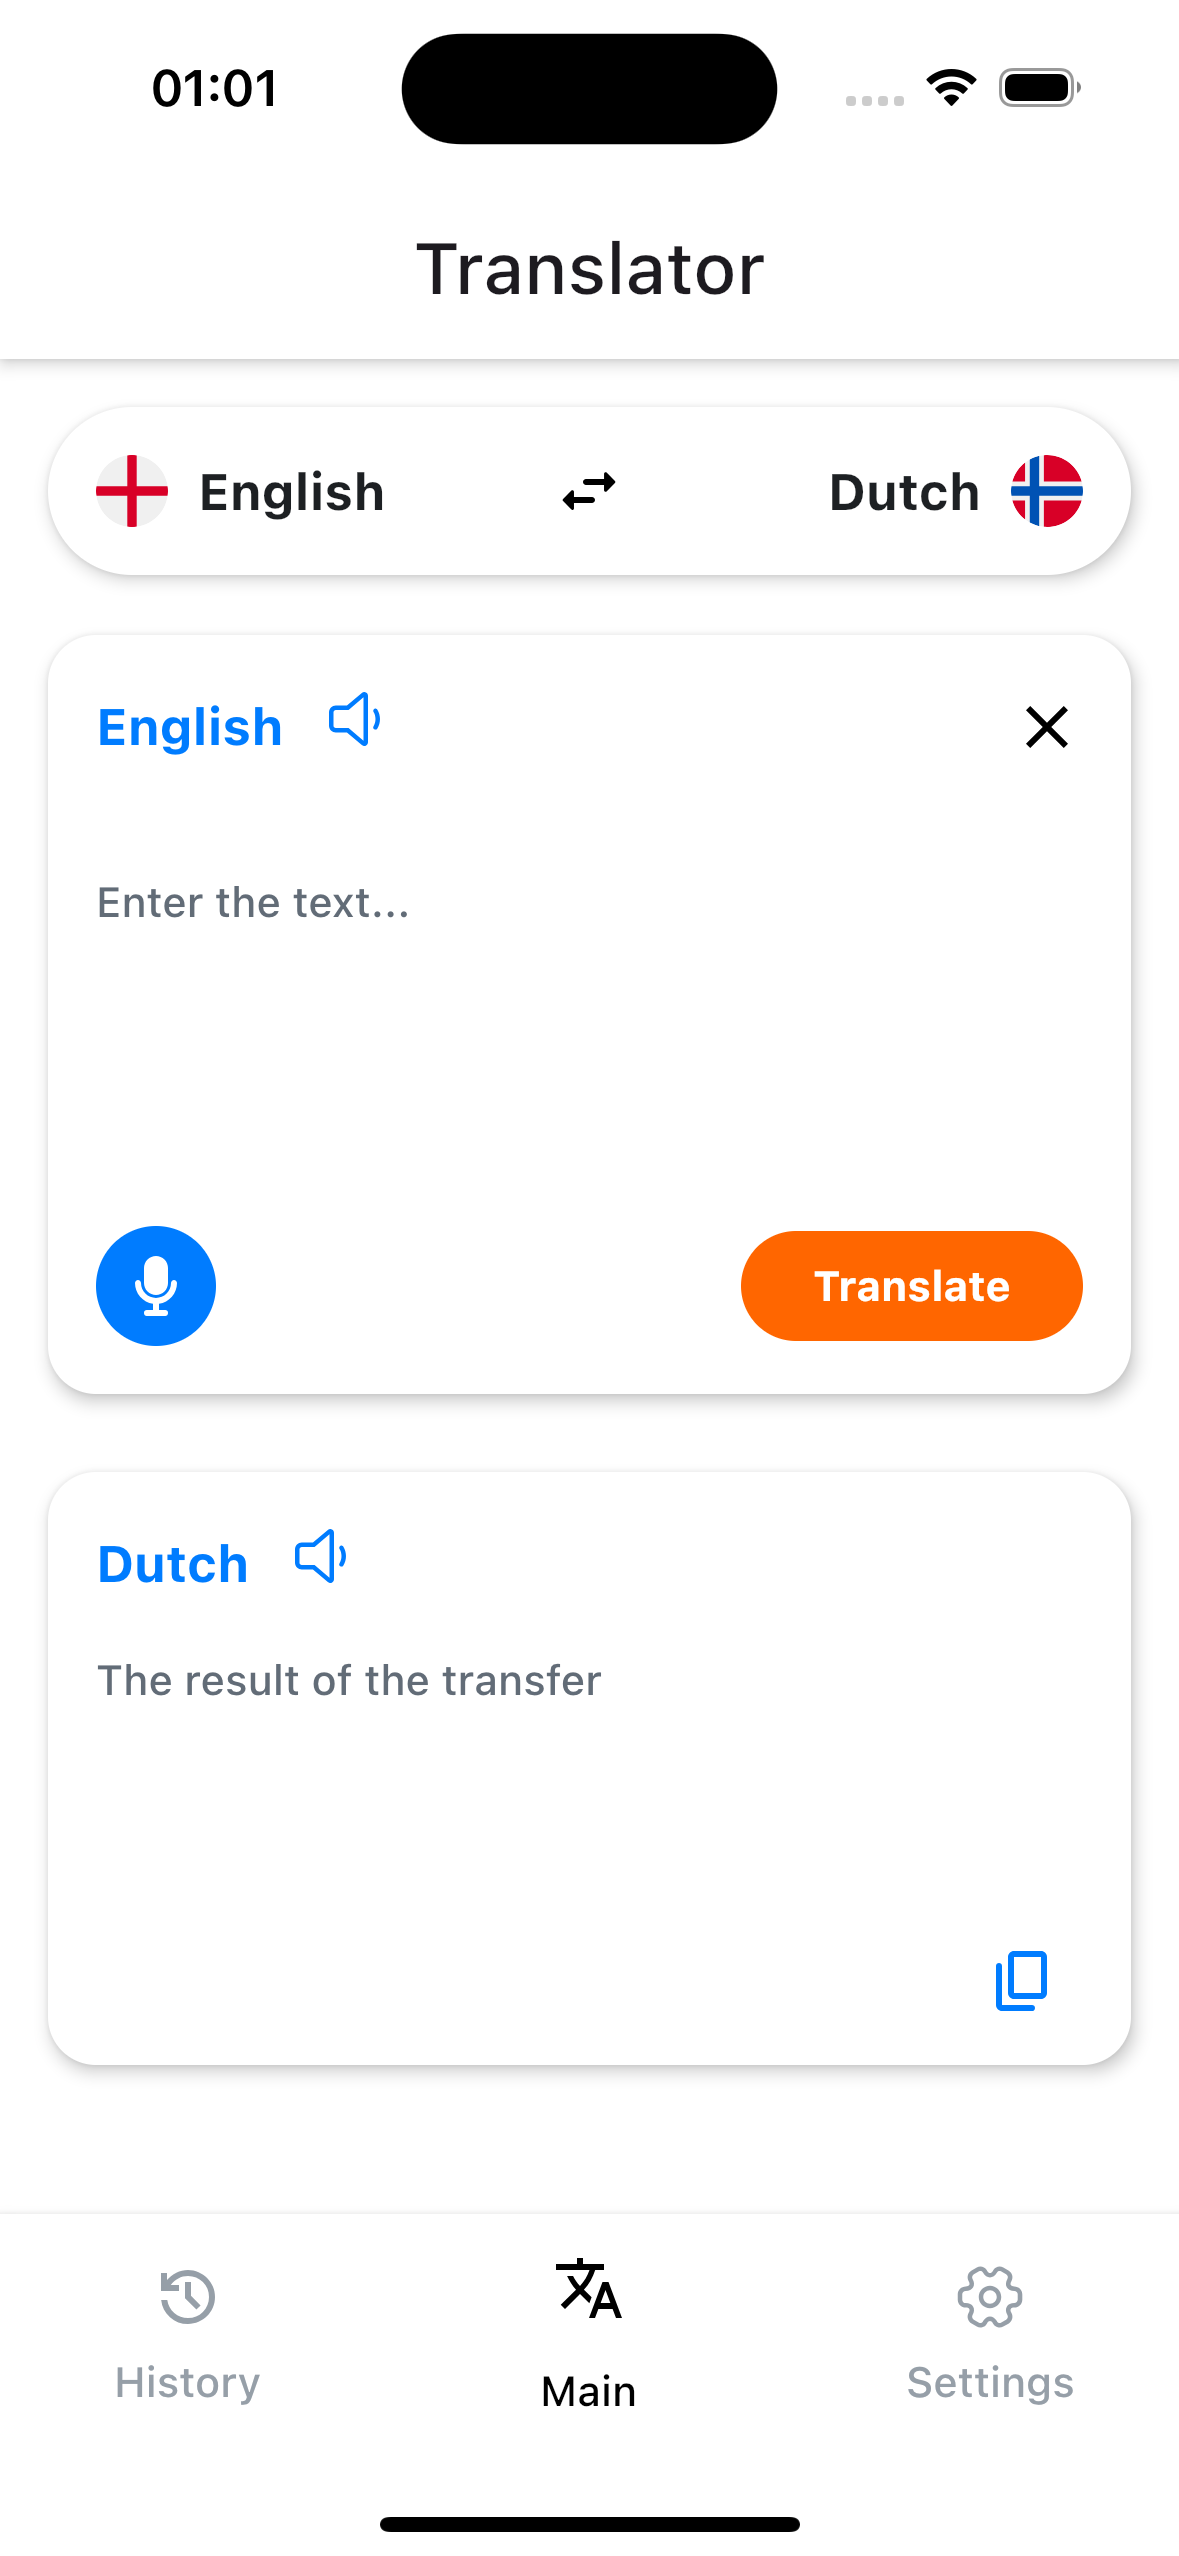 01:01
Translator
English Dutch
English
Enter the text...
Translate
Dutch
The result of the transfer
History Main Settings